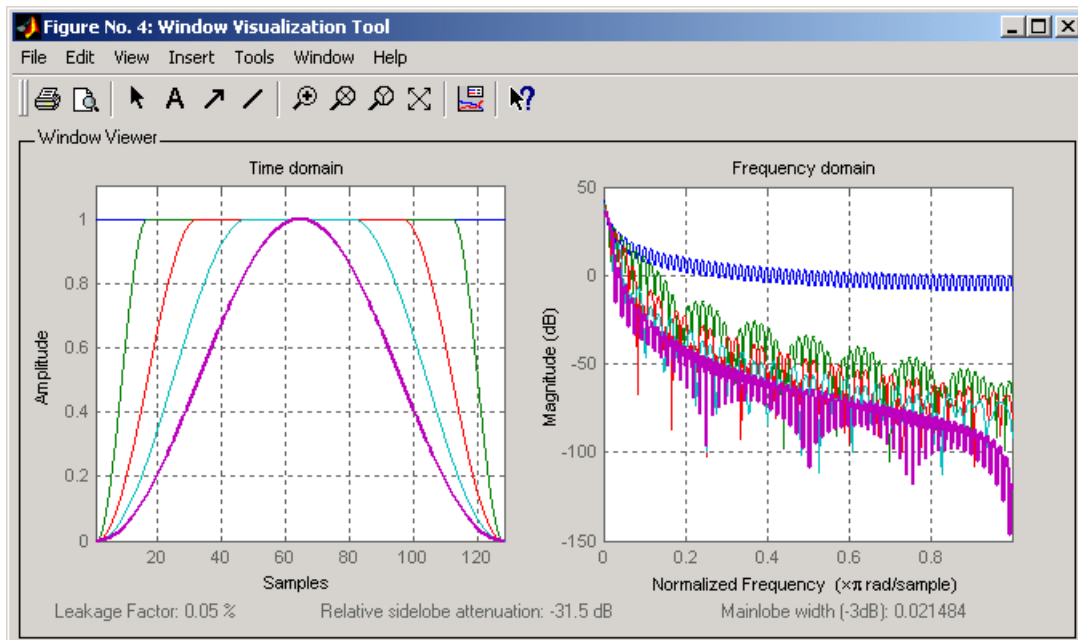 Figure No. 4: Window Visualization Tool
File Edit View Insert Tools Window Help
A
Window Viewer
Time domain
Amplitude
1
0.8
0.6
0.4
0.2
0
20 40 60 80 100 120
Samples
Frequency domain
Magnitude (dB)
50
0
-50
-100
-150
0 0.2 0.4 0.6 0.8
Normalized Frequency (×π rad/sample)
Leakage Factor: 0.05 % Relative sidelobe attenuation: -31.5 dB Mainlobe width (-3dB): 0.021484